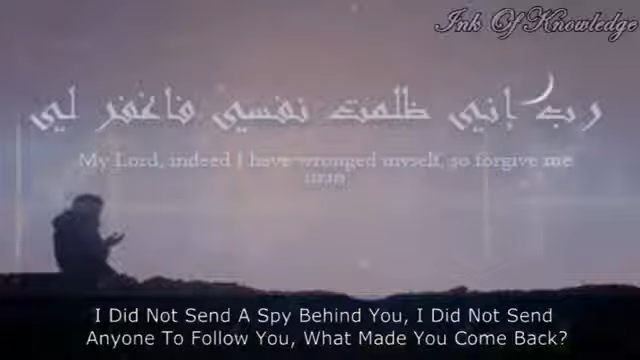 Ink Of Knowledge
رب إني ظلمت نفسي فاغفر لي
My Lord, indeed I have wronged myself, so forgive me
I Did Not Send A Spy Behind You, I Did Not Send
Anyone To Follow You, What Made You Come Back?